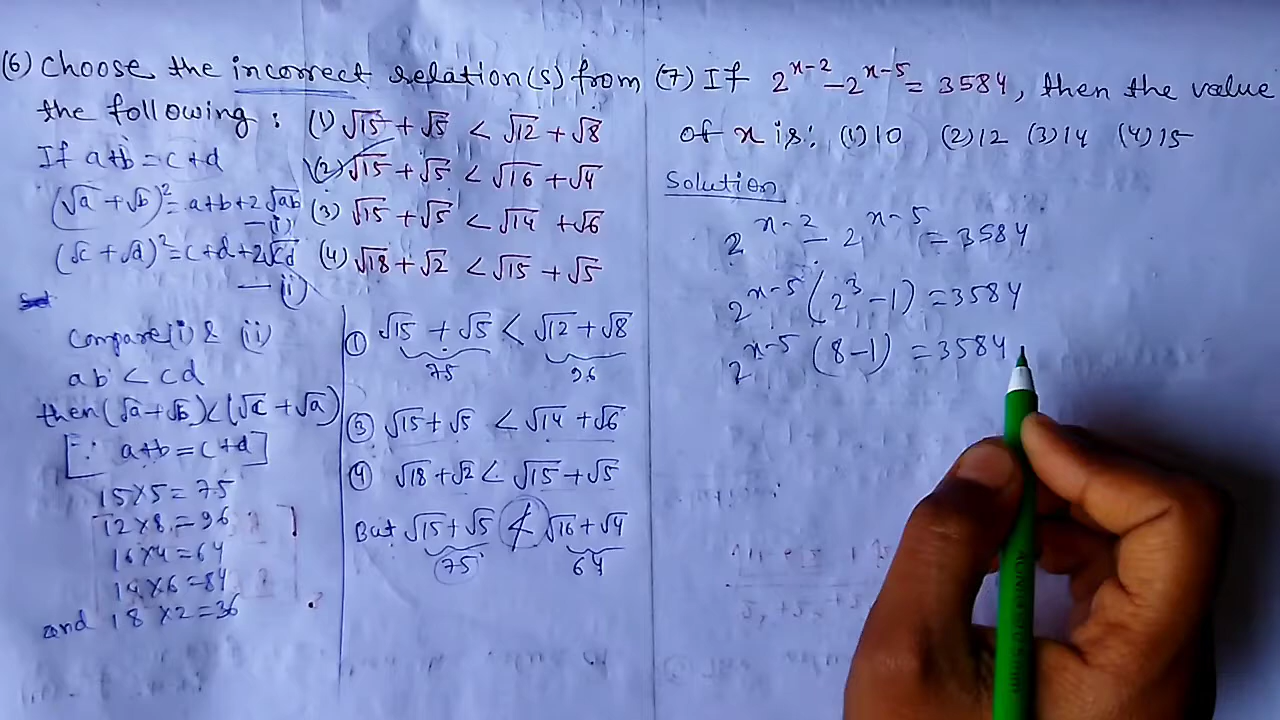 (6) Choose the incorrect relation(s) from
the following: (1) √15 + √5 < √12 + √8
(2) √15 + √5 < √16 + √4
(3) √15 + √5 < √14 + √6
(4) √18 + √2 < √15 + √5
If a+b = c+d
(√a + √b)² = a+b+2√ab
—(i)
(√c + √d)² = c+d+2√cd
—(ii)
Compare (i) & (ii)
ab < cd
then (√a+√b) < (√c + √d)
[∵ a+b = c+d]
15×5 = 75
12×8 = 96
16×4 = 64
14×6 = 84
and 18×2 = 36
① √15 + √5 < √12 + √8
75 96
③ √15 + √5 < √14 + √6
④ √18 + √2 < √15 + √5
But √15 + √5 ≮ √16 + √4
75 64
(7) If 2^{x-2} - 2^{x-5} = 3584, then the value
of x is: (1) 10 (2) 12 (3) 14 (4) 15
Solution
2^{x-2} - 2^{x-5} = 3584
2^{x-5} (2³ - 1) = 3584
2^{x-5} (8-1) = 3584